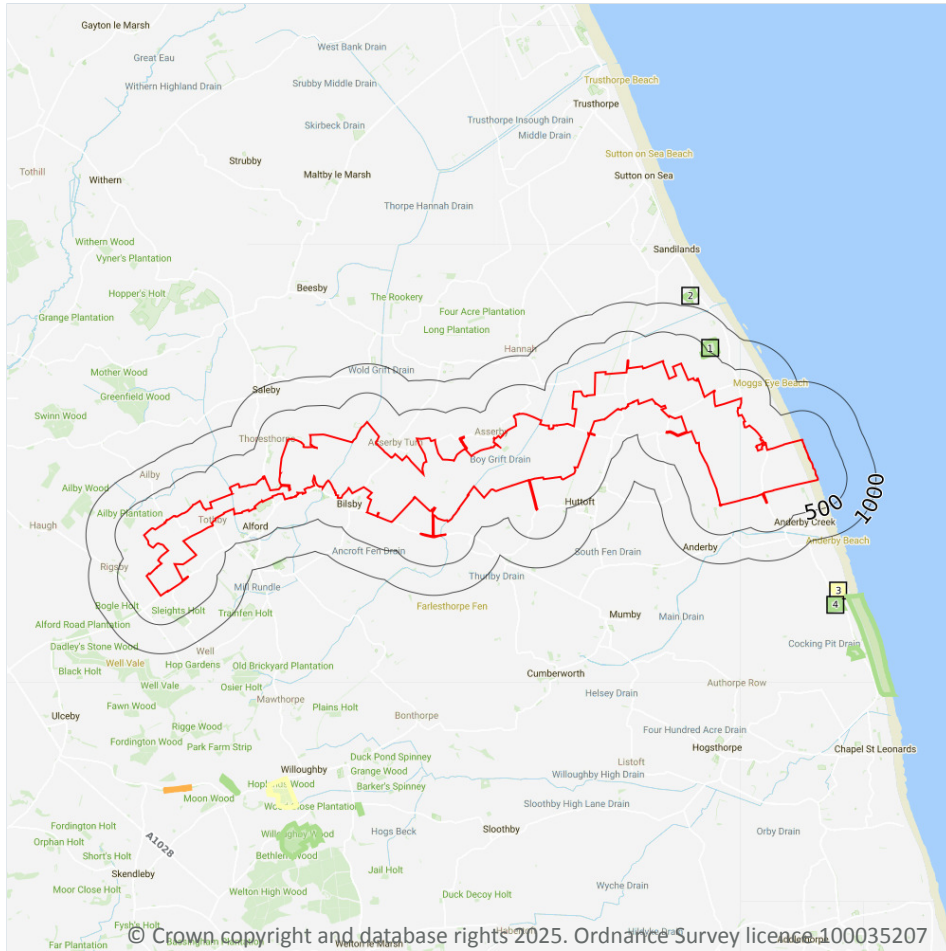 Gayton le Marsh
West Bank Drain
Great Eau
Withern Highland Drain
Scrubby Middle Drain
Trusthorpe Beach
Trusthorpe
Trusthorpe Insough Drain
Skirbeck Drain
Middle Drain
Strubby
Sutton on Sea Beach
Tothill
Maltby le Marsh
Sutton on Sea
Withern
Thorpe Hannah Drain
Withern Wood
Sandilands
Vyner's Plantation
Beesby
Hopper's Holt
The Rookery
2
Grange Plantation
Four Acre Plantation
Long Plantation
Hannah
1
Mother Wood
Wold Grift Drain
Moggs Eye Beach
Saleby
Greenfield Wood
Swinn Wood
Thoresthorpe
Asserby Turn
Asserby
Ailby
Boy Grift Drain
Ailby Wood
Huttoft
500
1000
Ailby Plantation
Bilsby
Haugh
Tothby
Alford
Anderby Creek
Anderby Beach
Ancroft Fen Drain
South Fen Drain
Anderby
Rigsby
Mill Rundle
Thurlby Drain
3
Bogle Holt
Sleights Holt
Trainfen Holt
Farlesthorpe Fen
4
Alford Road Plantation
Mumby
Main Drain
Dadley's Stone Wood
Well
Cocking Pit Drain
Well Vale
Hop Gardens
Old Brickyard Plantation
Black Holt
Cumberworth
Well Vale
Osier Holt
Authorpe Row
Mawthorpe
Helsey Drain
Fawn Wood
Plains Holt
Ulceby
Bonthorpe
Rigge Wood
Four Hundred Acre Drain
Fordington Wood
Park Farm Strip
Hogsthorpe
Chapel St Leonards
Duck Pond Spinney
Listoft
Willoughby
Grange Wood
Willoughby High Drain
Hopland Wood
Barker's Spinney
Moon Wood
Sloothby High Lane Drain
Fordington Holt
Willoughby Wood
Hogs Beck
Sloothby
Orby Drain
Orphan Holt
A1028
Short's Holt
Bethlem Wood
Jail Holt
Skendleby
Wyche Drain
Moor Close Holt
Welton High Wood
Duck Decoy Holt
Fysh's Holt
© Crown copyright and database rights 2025. Ordnance Survey licence 100035207
Far Plantation
Welton le Marsh